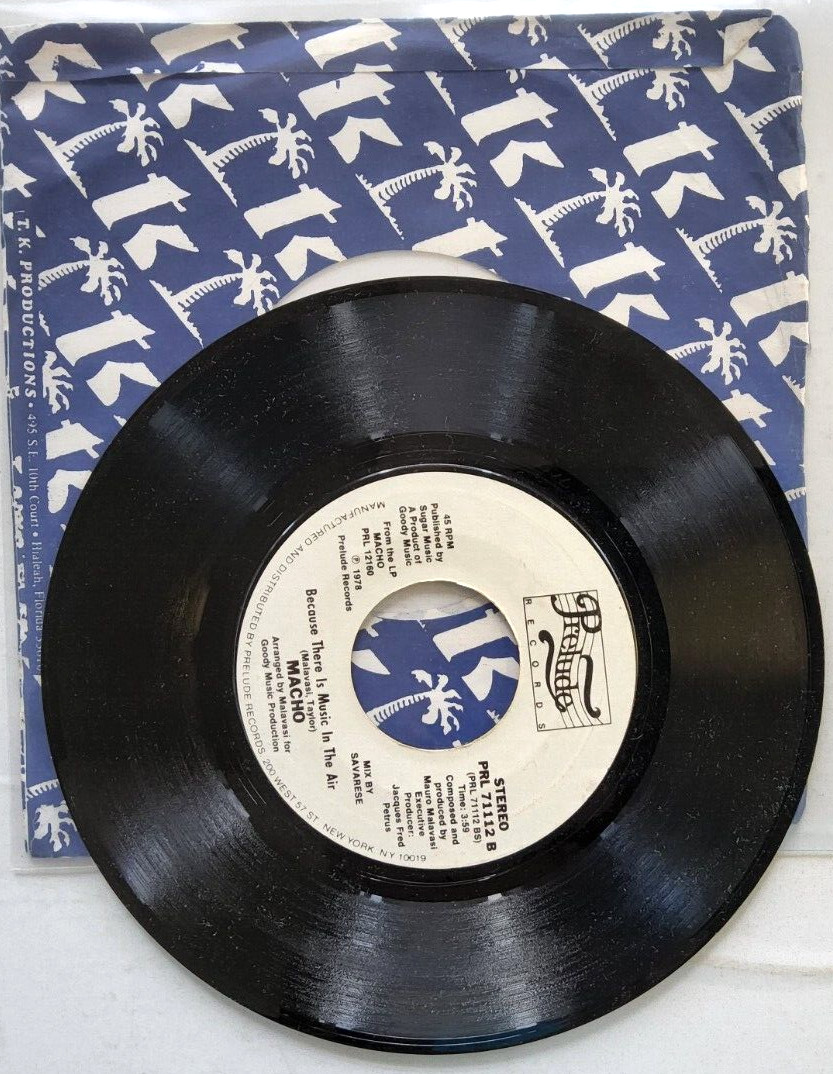 T.K. PRODUCTIONS • 495 S.E. 10th Court • Hialeah, Florida
Prelude
RECORDS
45 RPM
Published by
Sugar Music
A Product of
Goody Music
From the LP
MACHO
PRL 12160
℗ 1978
Prelude Records
STEREO
PRL 71112 B
(PRL 71112 BS)
Time: 3:59
Composed and
produced by
Mauro Malavasi
Executive
Producer:
Jacques Fred
Petrus
MIX BY
SAVARESE
Because There Is Music In The Air
(Malavasi, Taylor)
MACHO
Arranged by Malavasi for
Goody Music Production
MANUFACTURED AND DISTRIBUTED BY PRELUDE RECORDS, 200 WEST 57 ST. NEW YORK, N.Y. 10019